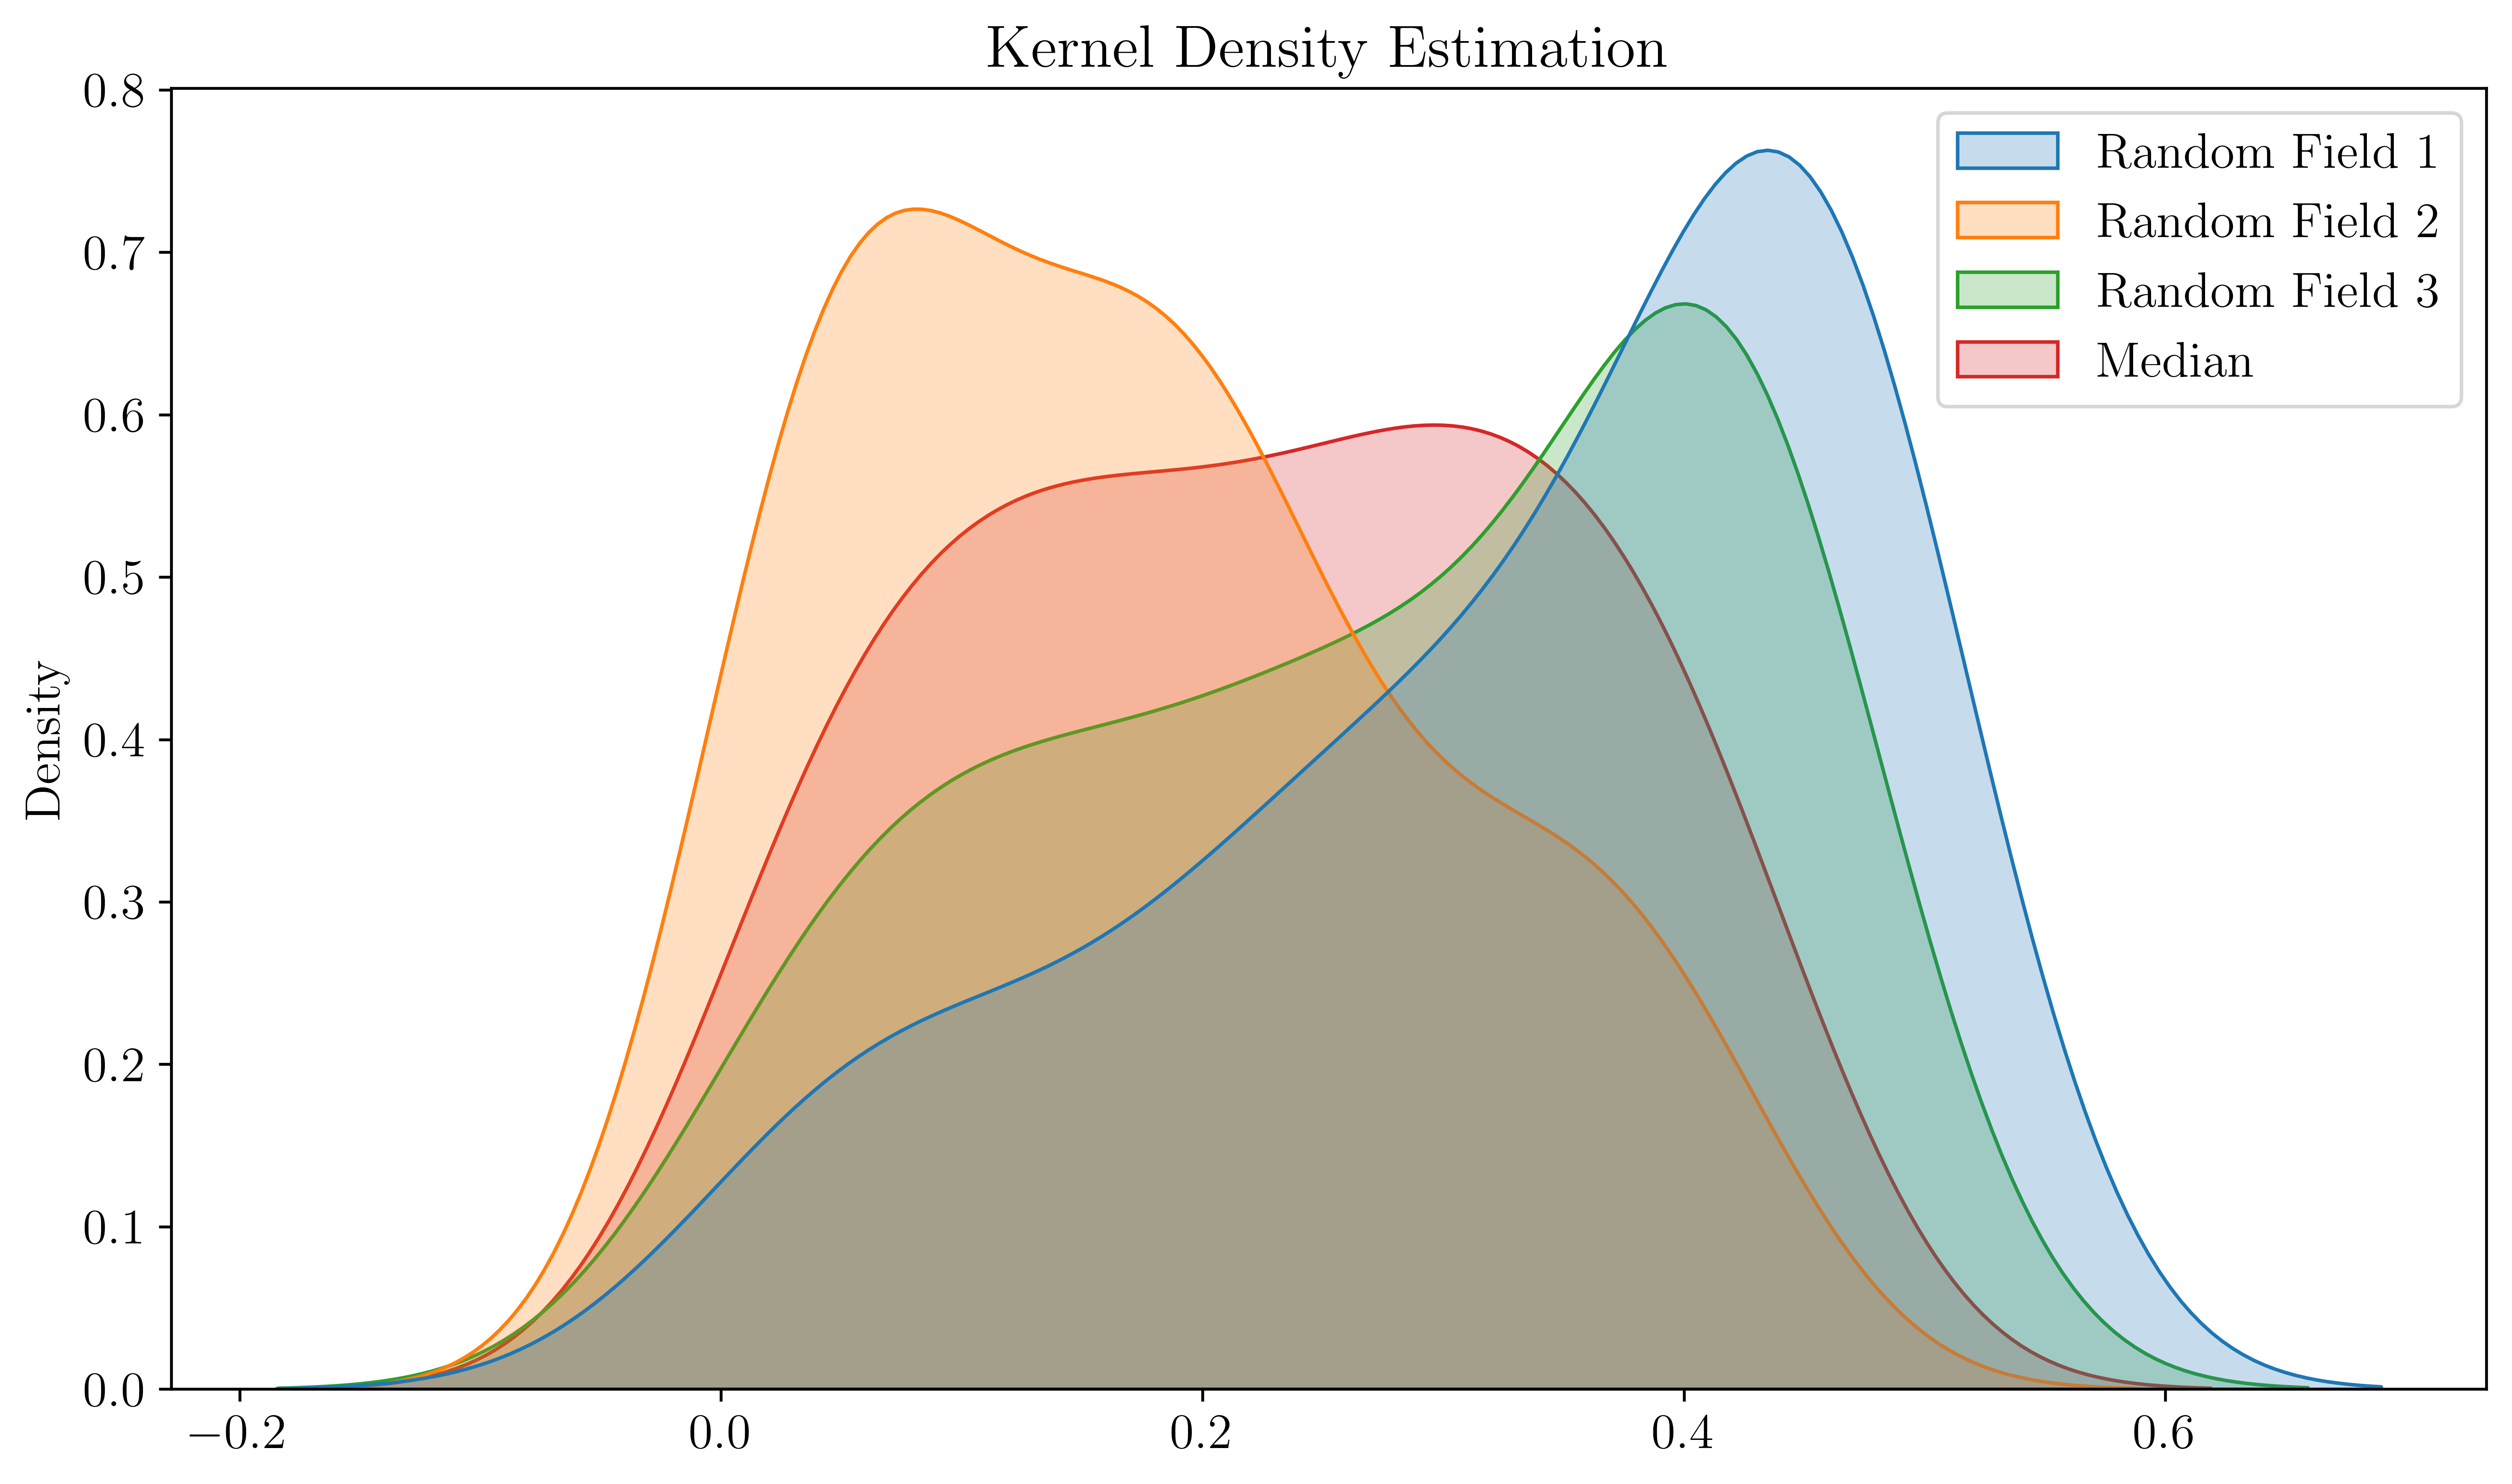 Kernel Density Estimation
Density
0.8
0.7
0.6
0.5
0.4
0.3
0.2
0.1
0.0
−0.2
0.0
0.2
0.4
0.6
Random Field 1
Random Field 2
Random Field 3
Median